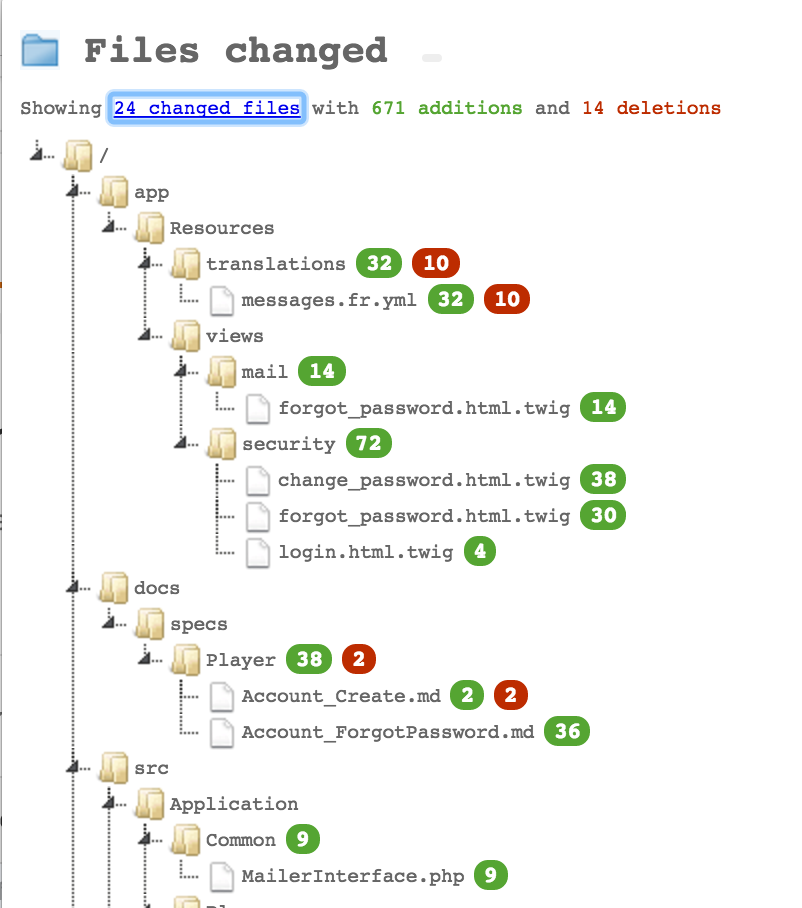 Files changed
Showing 24 changed files with 671 additions and 14 deletions
/
app
Resources
translations 32 10
messages.fr.yml 32 10
views
mail 14
forgot_password.html.twig 14
security 72
change_password.html.twig 38
forgot_password.html.twig 30
login.html.twig 4
docs
specs
Player 38 2
Account_Create.md 2 2
Account_ForgotPassword.md 36
src
Application
Common 9
MailerInterface.php 9